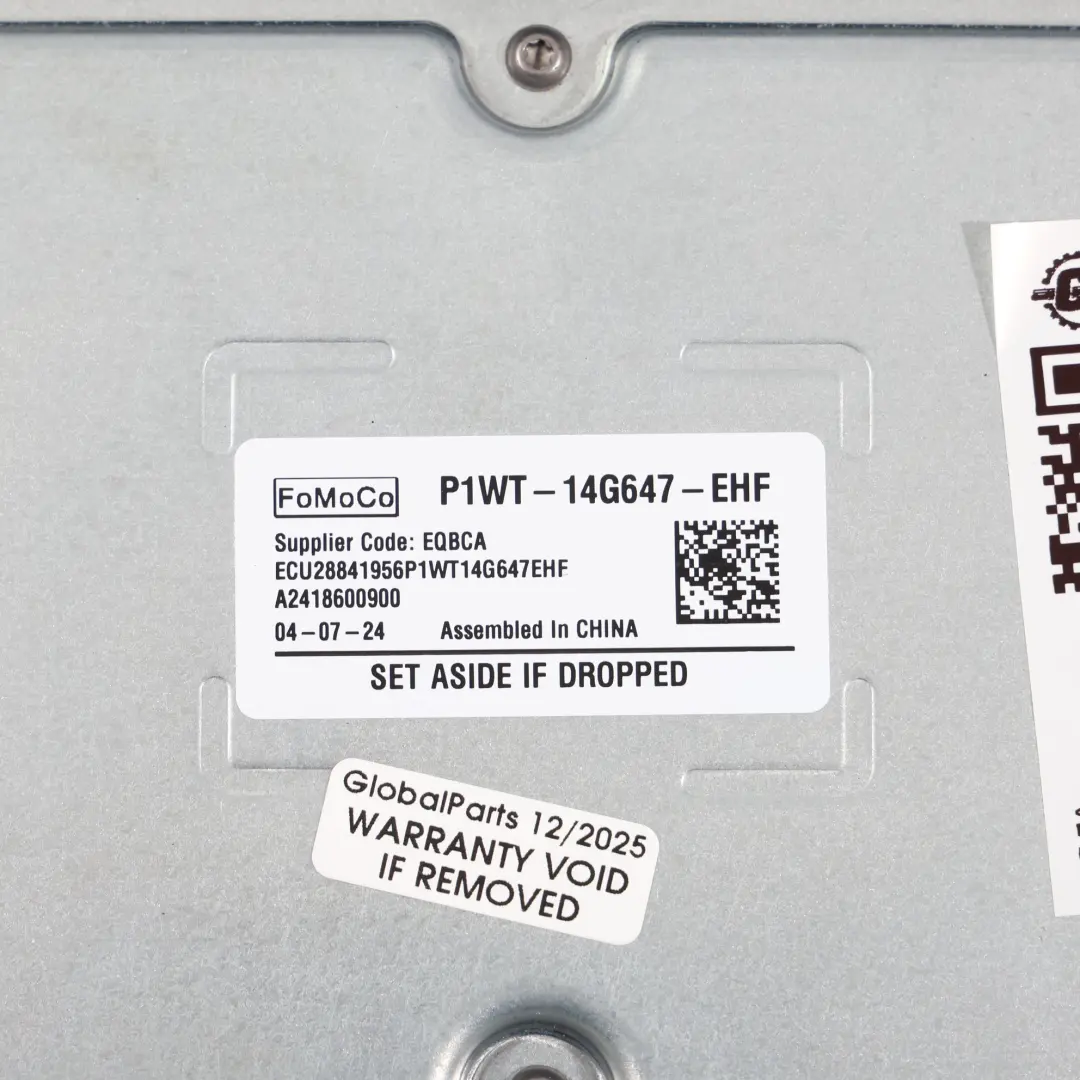 FoMoCo P1WT-14G647-EHF
Supplier Code: EQBCA
ECU28841956P1WT14G647EHF
A2418600900
04-07-24 Assembled In CHINA
SET ASIDE IF DROPPED
GlobalParts 12/2025
WARRANTY VOID
IF REMOVED